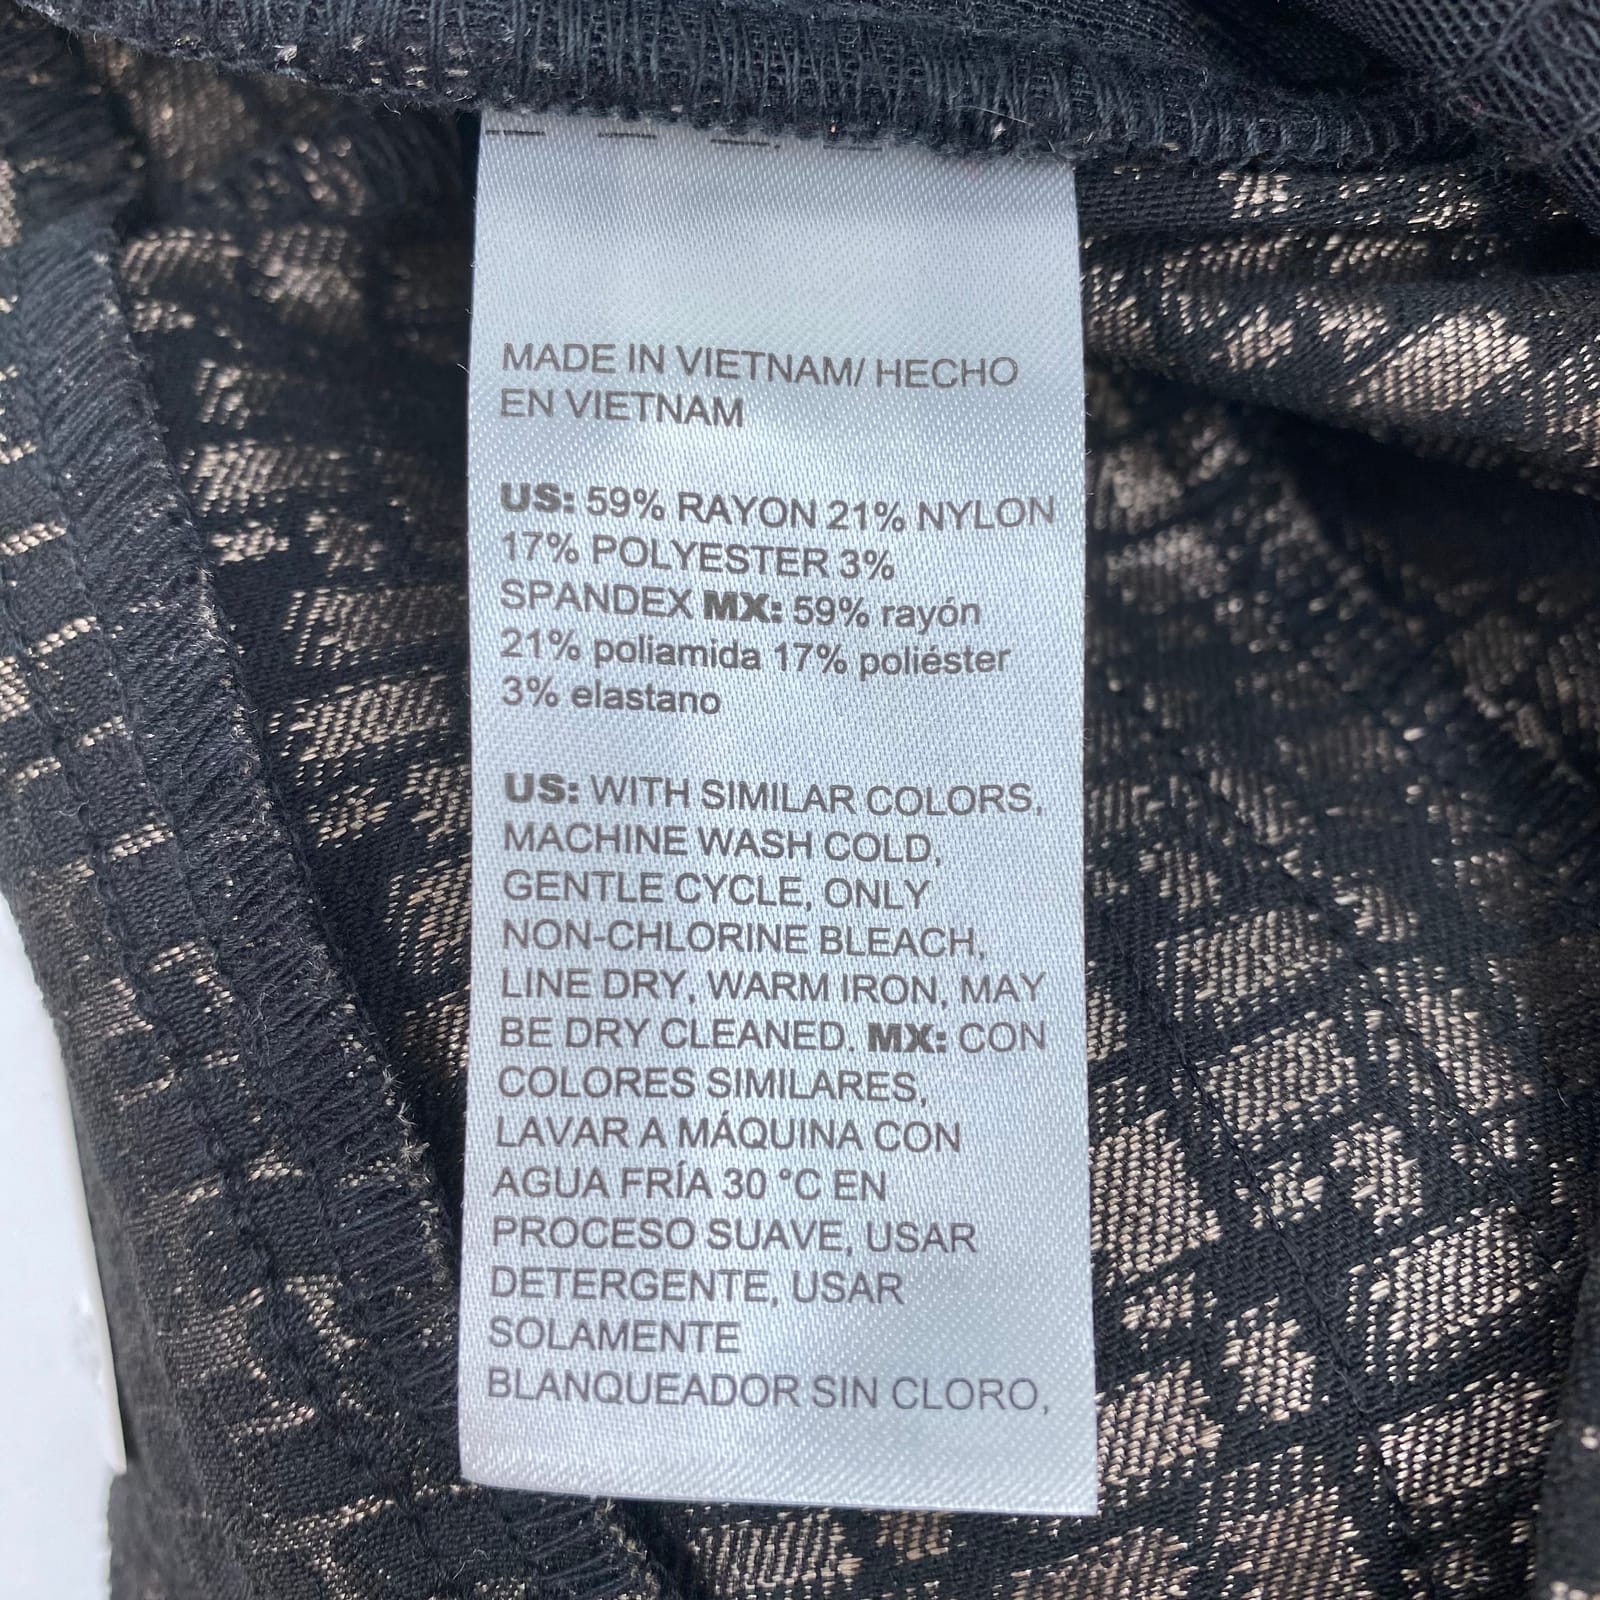 MADE IN VIETNAM/ HECHO
EN VIETNAM
US: 59% RAYON 21% NYLON
17% POLYESTER 3%
SPANDEX MX: 59% rayón
21% poliamida 17% poliéster
3% elastano
US: WITH SIMILAR COLORS,
MACHINE WASH COLD,
GENTLE CYCLE, ONLY
NON-CHLORINE BLEACH,
LINE DRY, WARM IRON, MAY
BE DRY CLEANED. MX: CON
COLORES SIMILARES,
LAVAR A MÁQUINA CON
AGUA FRÍA 30 °C EN
PROCESO SUAVE, USAR
DETERGENTE, USAR
SOLAMENTE
BLANQUEADOR SIN CLORO,